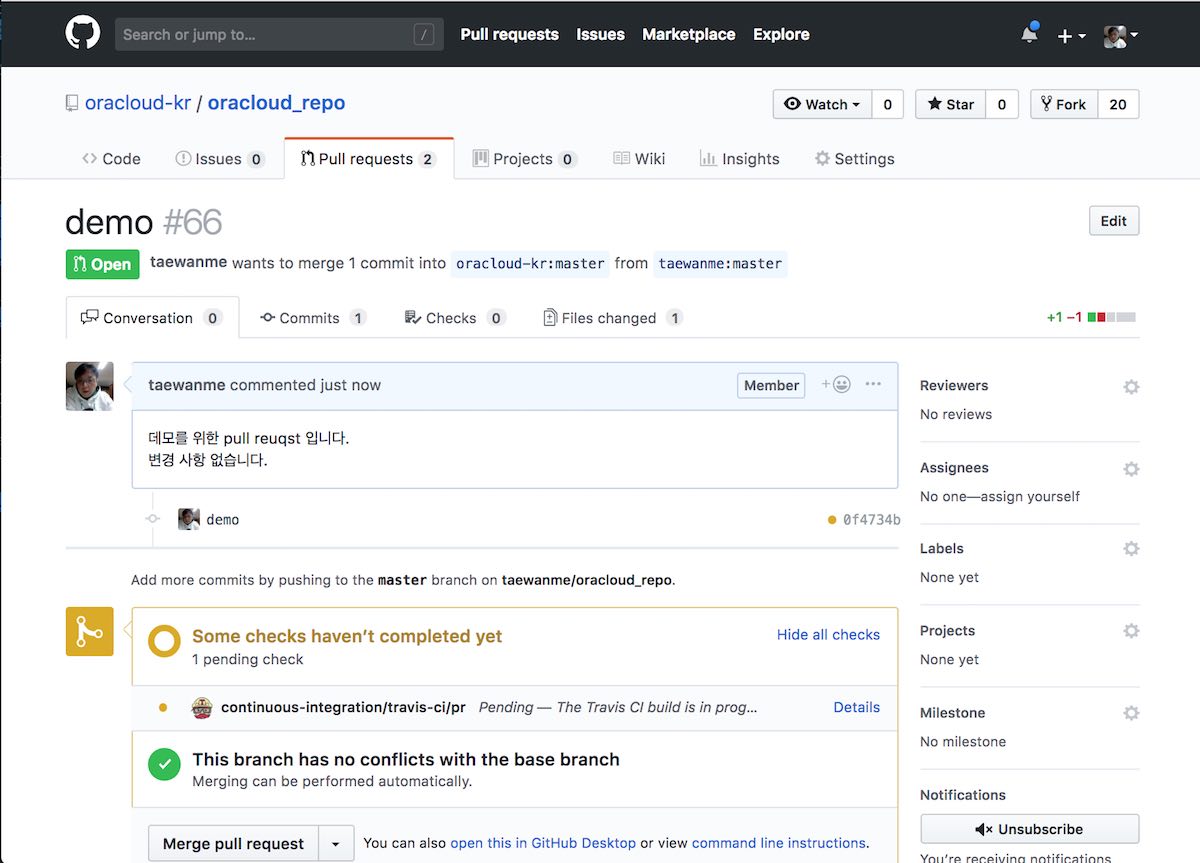 Search or jump to... / Pull requests Issues Marketplace Explore
oracloud-kr / oracloud_repo Watch 0 Star 0 Fork 20
Code Issues 0 Pull requests 2 Projects 0 Wiki Insights Settings
demo #66 Edit
Open taewanme wants to merge 1 commit into oracloud-kr:master from taewanme:master
Conversation 0 Commits 1 Checks 0 Files changed 1 +1 −1
taewanme commented just now Member
데모를 위한 pull reuqst 입니다.
변경 사항 없습니다.
demo 0f4734b
Add more commits by pushing to the master branch on taewanme/oracloud_repo.
Some checks haven’t completed yet Hide all checks
1 pending check
continuous-integration/travis-ci/pr Pending — The Travis CI build is in prog... Details
This branch has no conflicts with the base branch
Merging can be performed automatically.
Merge pull request You can also open this in GitHub Desktop or view command line instructions.
Reviewers
No reviews
Assignees
No one—assign yourself
Labels
None yet
Projects
None yet
Milestone
No milestone
Notifications
Unsubscribe
You’re receiving notifications